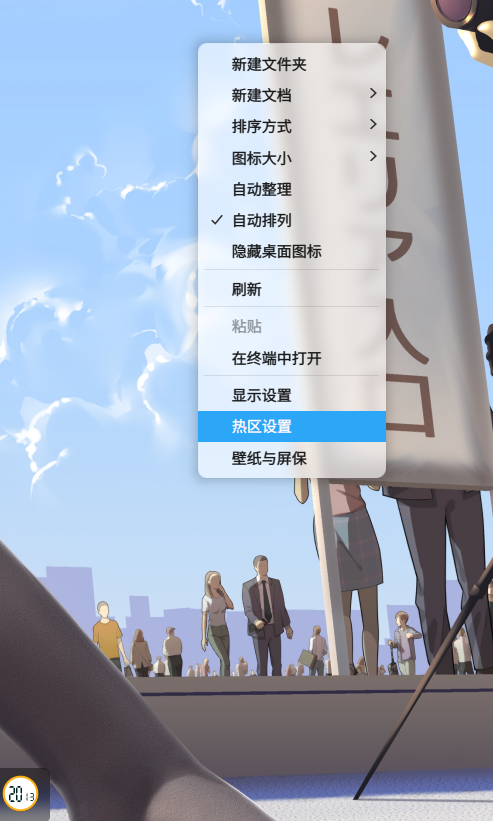 新建文件夹
新建文档
排序方式
图标大小
自动整理
自动排列
隐藏桌面图标
刷新
粘贴
在终端中打开
显示设置
热区设置
壁纸与屏保
入口
20 13